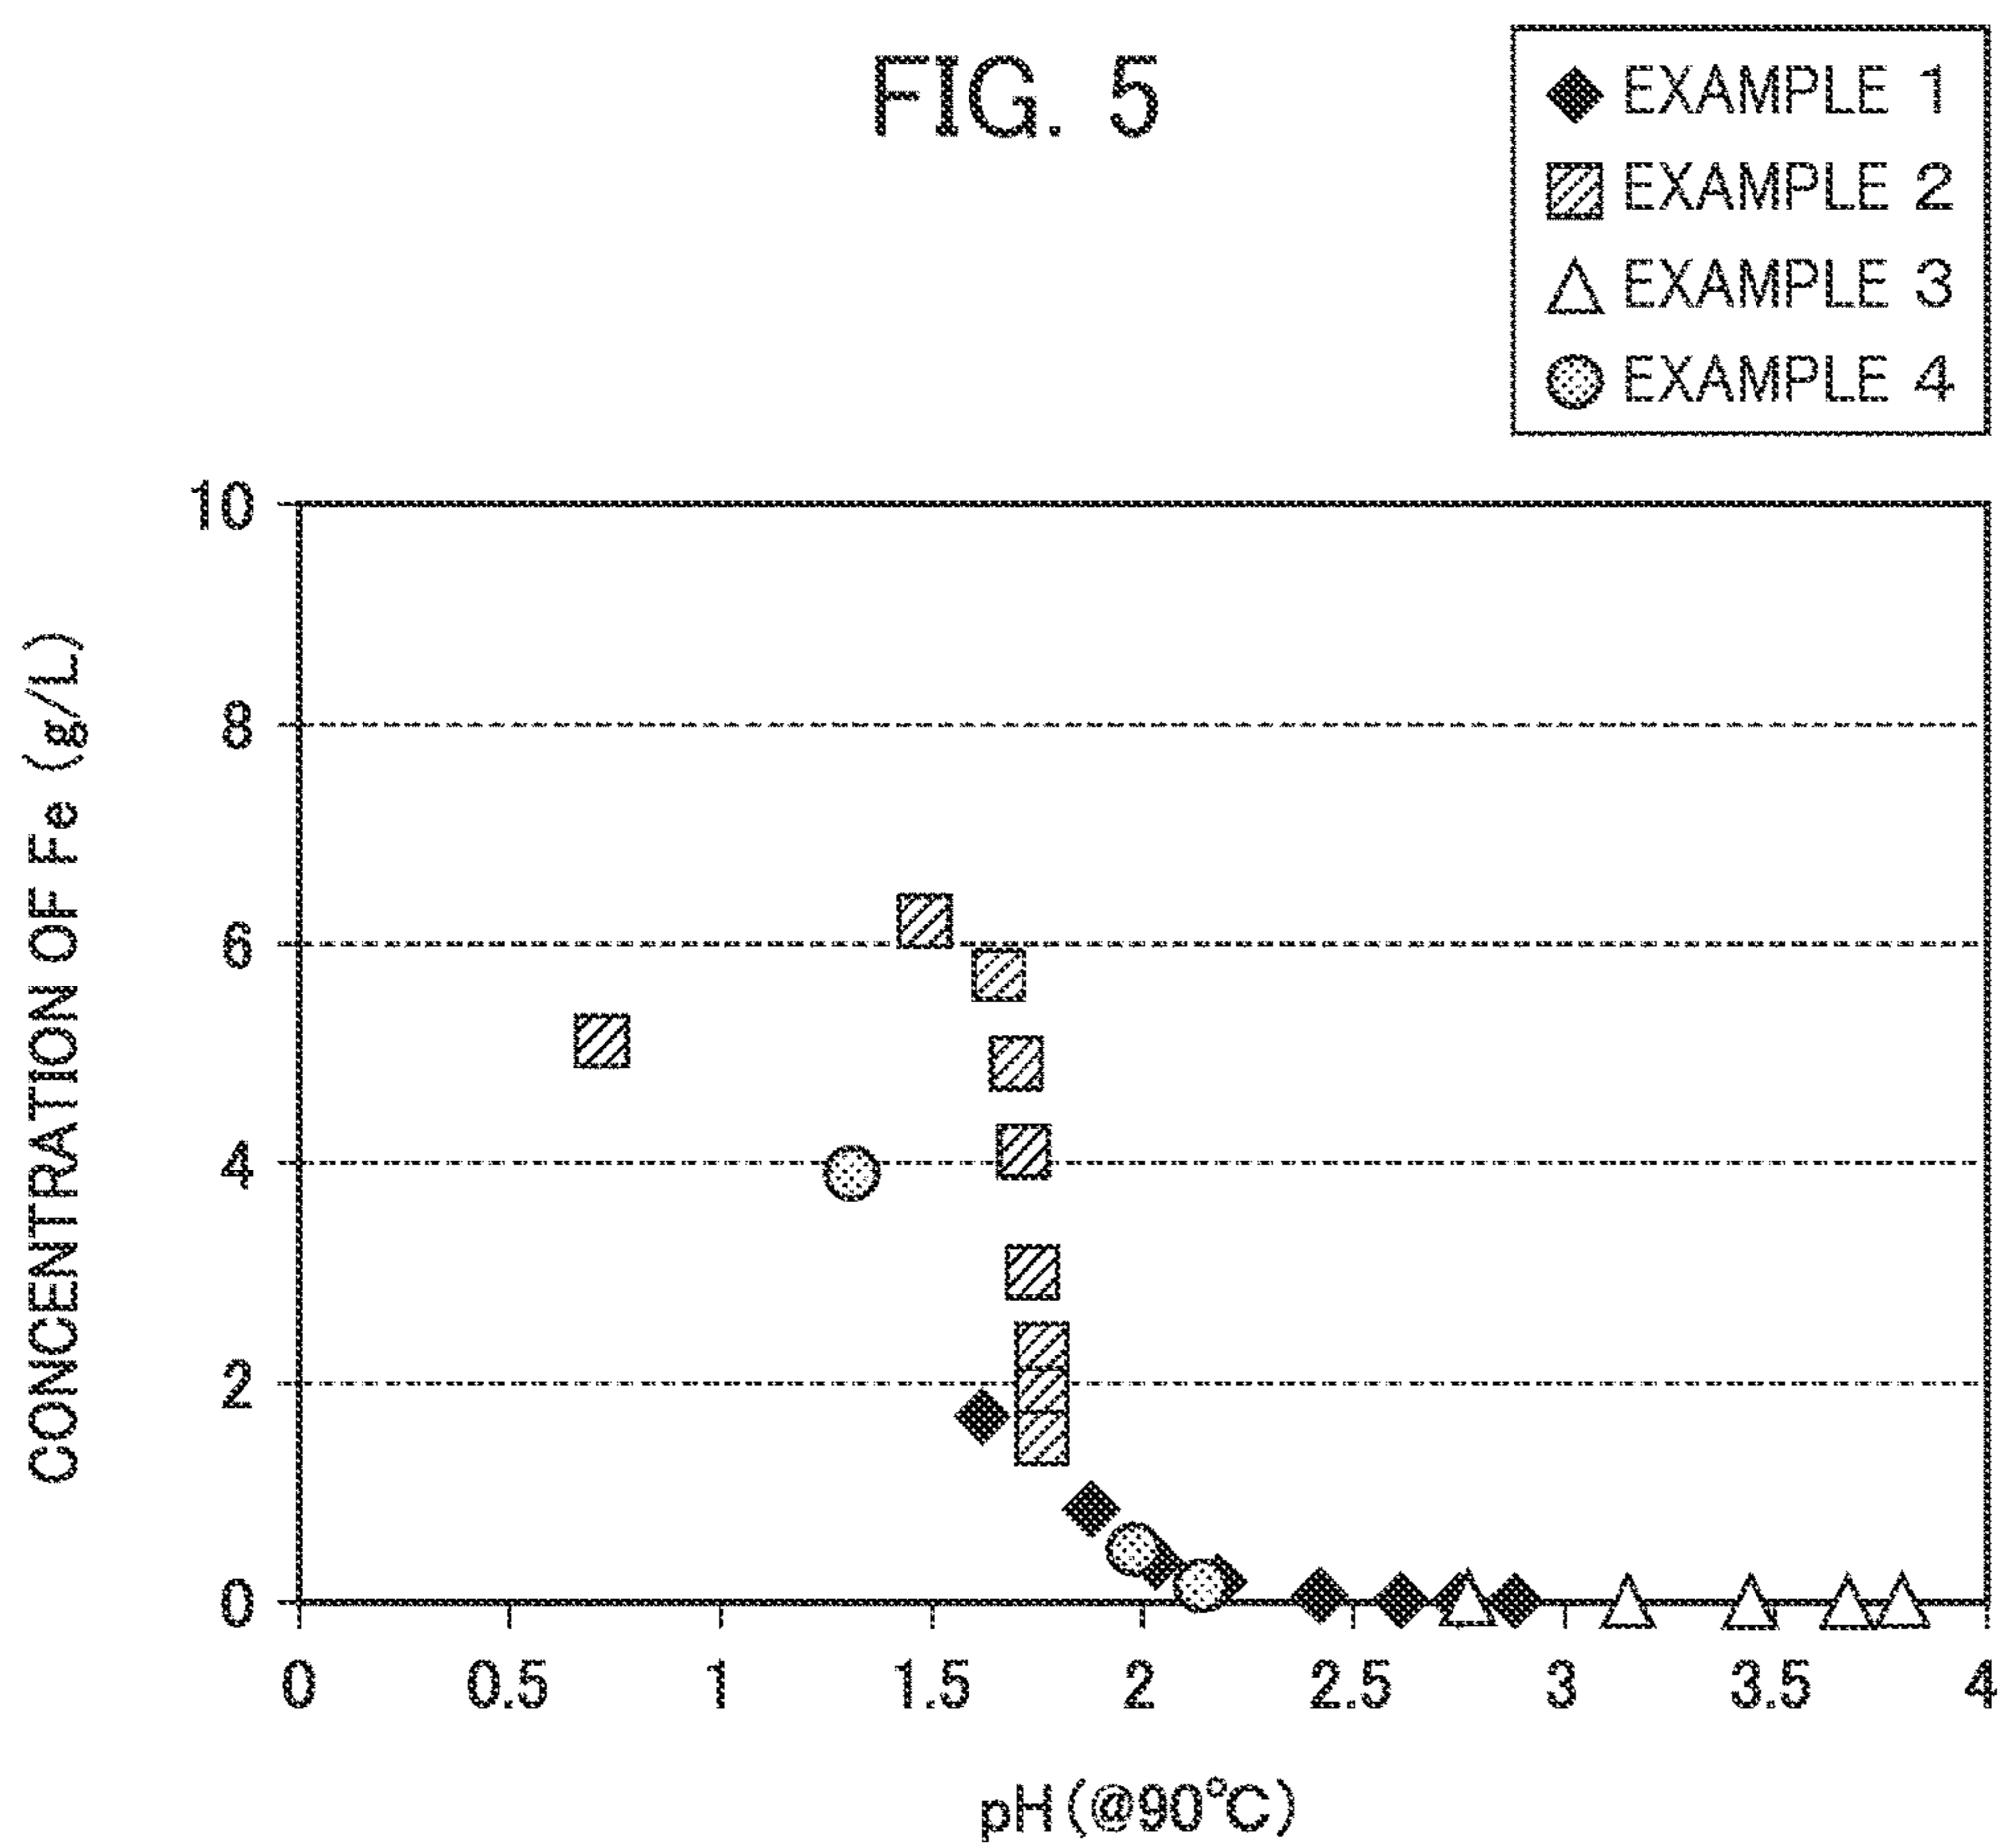 FIG. 5
EXAMPLE 1
EXAMPLE 2
EXAMPLE 3
EXAMPLE 4
CONCENTRATION OF Fe (g/L)
10
8
6
4
2
0
0 0.5 1 1.5 2 2.5 3 3.5 4
pH(@90°C)